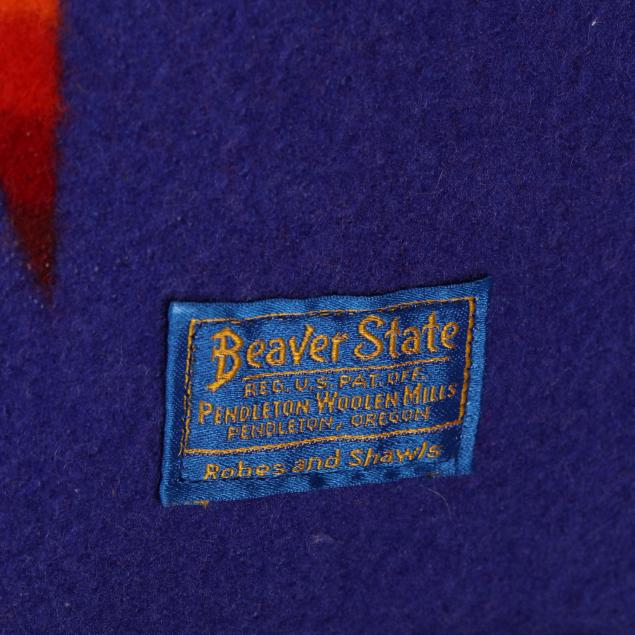 Beaver State
REG. U.S. PAT. OFF.
PENDLETON WOOLEN MILLS
PENDLETON, OREGON
Robes and Shawls